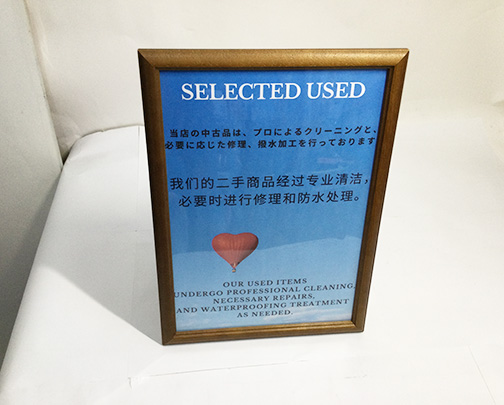 SELECTED USED
当店の中古品は、プロによるクリーニングと、
必要に応じた修理、撥水加工を行っております
我们的二手商品经过专业清洁，
必要时进行修理和防水处理。
OUR USED ITEMS
UNDERGO PROFESSIONAL CLEANING,
NECESSARY REPAIRS,
AND WATERPROOFING TREATMENT
AS NEEDED.